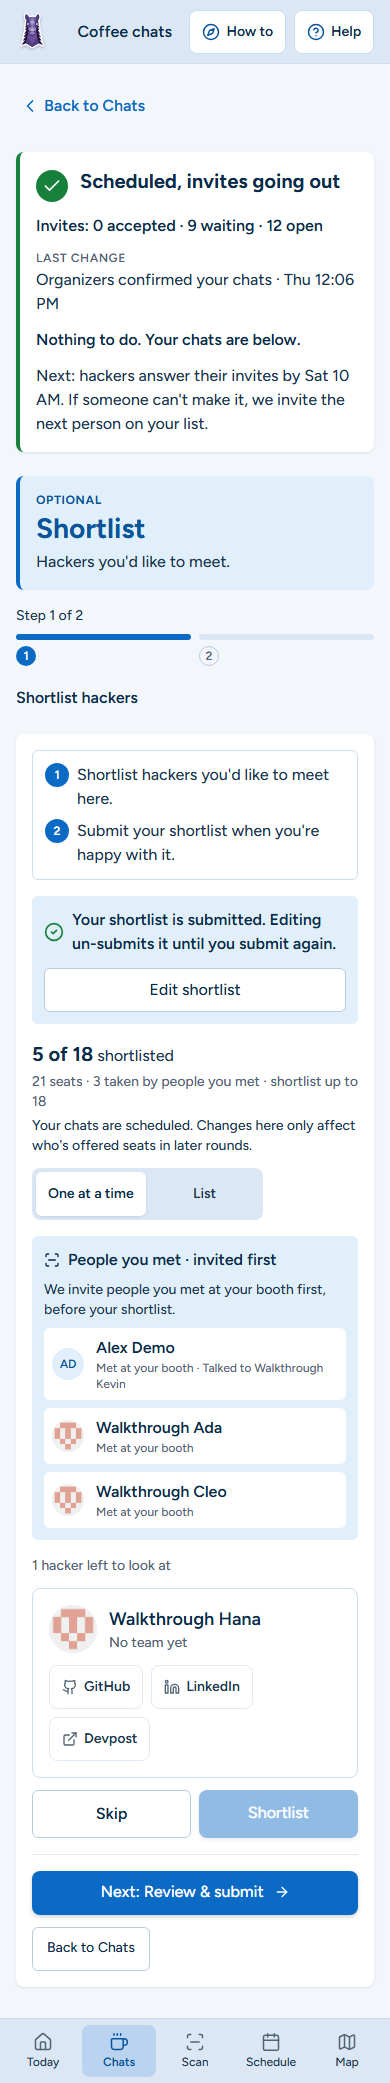 Coffee chats
How to
Help
Back to Chats
Scheduled, invites going out
Invites: 0 accepted · 9 waiting · 12 open
LAST CHANGE
Organizers confirmed your chats · Thu 12:06
PM
Nothing to do. Your chats are below.
Next: hackers answer their invites by Sat 10
AM. If someone can't make it, we invite the
next person on your list.
OPTIONAL
Shortlist
Hackers you'd like to meet.
Step 1 of 2
1
2
Shortlist hackers
1 Shortlist hackers you'd like to meet
here.
2 Submit your shortlist when you're
happy with it.
Your shortlist is submitted. Editing
un-submits it until you submit again.
Edit shortlist
5 of 18 shortlisted
21 seats · 3 taken by people you met · shortlist up to
18
Your chats are scheduled. Changes here only affect
who's offered seats in later rounds.
One at a time
List
People you met · invited first
We invite people you met at your booth first,
before your shortlist.
AD
Alex Demo
Met at your booth · Talked to Walkthrough
Kevin
Walkthrough Ada
Met at your booth
Walkthrough Cleo
Met at your booth
1 hacker left to look at
Walkthrough Hana
No team yet
GitHub
LinkedIn
Devpost
Skip
Shortlist
Next: Review & submit
Back to Chats
Today
Chats
Scan
Schedule
Map